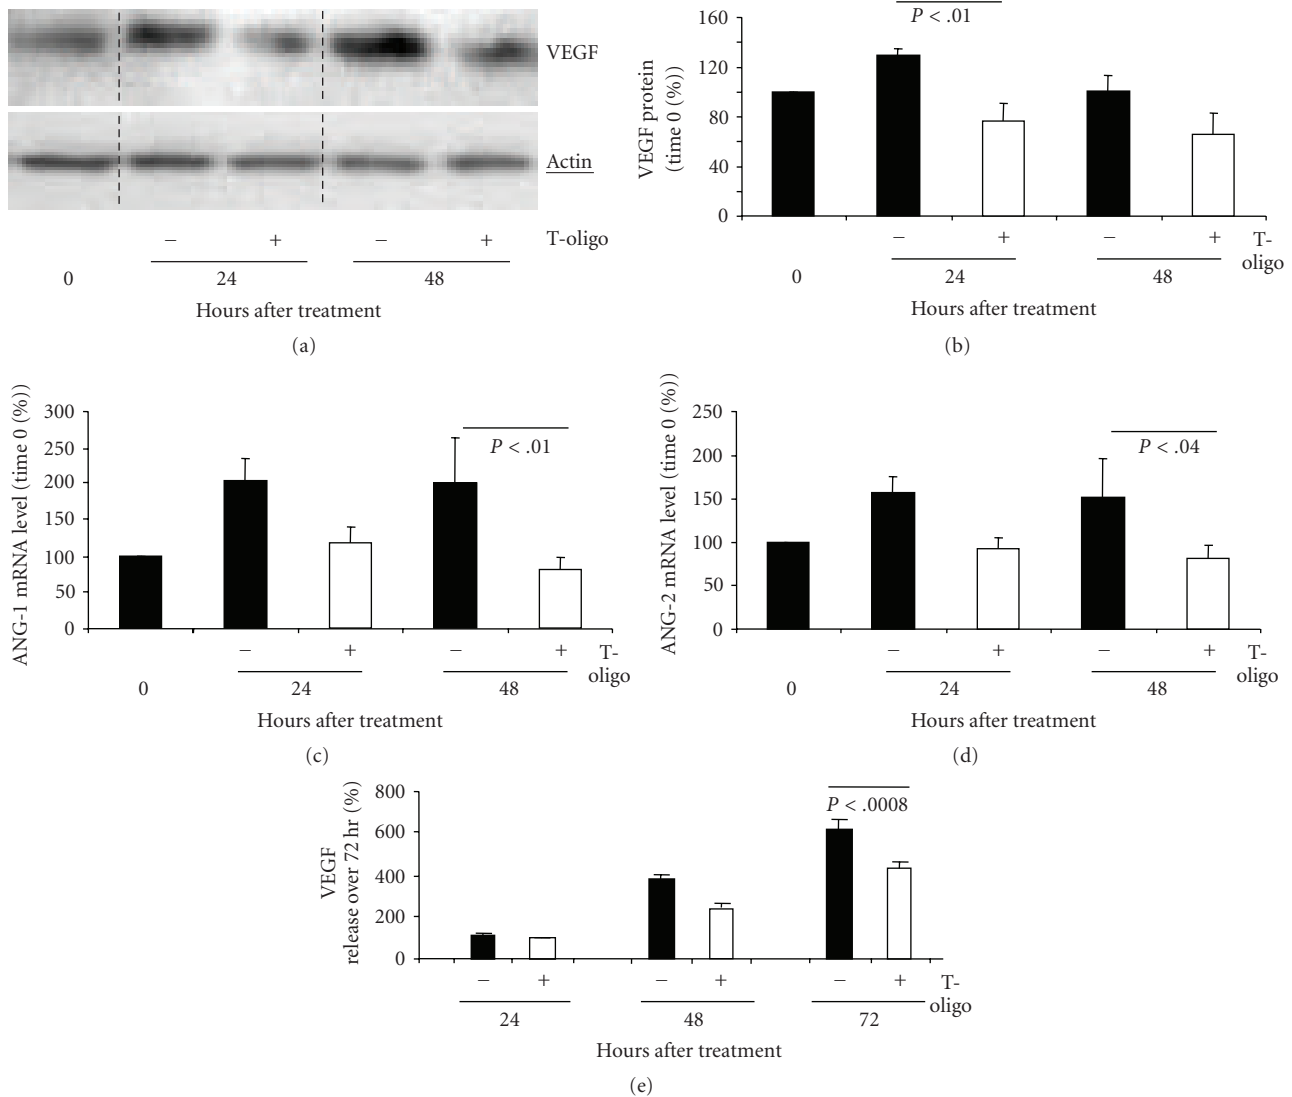 VEGF
Actin
− + − + T-oligo
0 24 48
Hours after treatment
(a)
VEGF protein
(time 0 (%))
160
120
80
40
0
P < .01
− + − + T-
oligo
0 24 48
Hours after treatment
(b)
ANG-1 mRNA level (time 0 (%))
300
250
200
150
100
50
0
P < .01
− + − + T-
oligo
0 24 48
Hours after treatment
(c)
ANG-2 mRNA level (time 0 (%))
250
200
150
100
50
0
P < .04
− + − + T-
oligo
0 24 48
Hours after treatment
(d)
VEGF
release over 72 hr (%)
800
600
400
200
0
P < .0008
− + − + − + T-
oligo
24 48 72
Hours after treatment
(e)